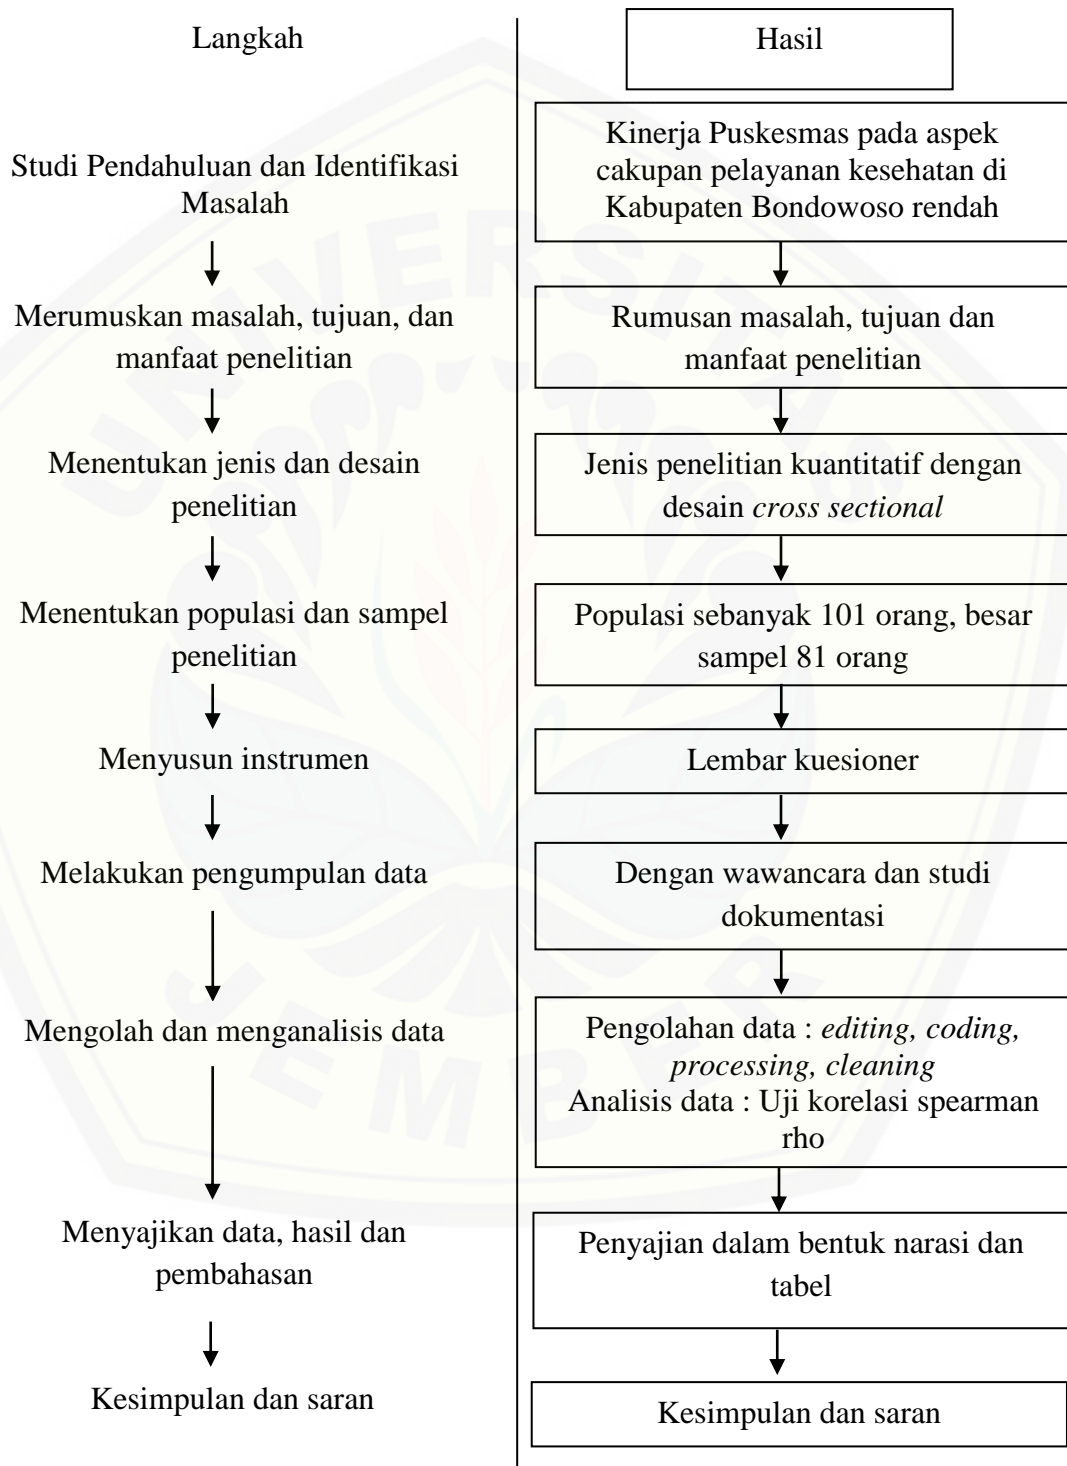 Langkah
Hasil
Studi Pendahuluan dan Identifikasi
Masalah
Kinerja Puskesmas pada aspek
cakupan pelayanan kesehatan di
Kabupaten Bondowoso rendah
Merumuskan masalah, tujuan, dan
manfaat penelitian
Rumusan masalah, tujuan dan
manfaat penelitian
Menentukan jenis dan desain
penelitian
Jenis penelitian kuantitatif dengan
desain cross sectional
Menentukan populasi dan sampel
penelitian
Populasi sebanyak 101 orang, besar
sampel 81 orang
Menyusun instrumen
Lembar kuesioner
Melakukan pengumpulan data
Dengan wawancara dan studi
dokumentasi
Mengolah dan menganalisis data
Pengolahan data : editing, coding,
processing, cleaning
Analisis data : Uji korelasi spearman
rho
Menyajikan data, hasil dan
pembahasan
Penyajian dalam bentuk narasi dan
tabel
Kesimpulan dan saran
Kesimpulan dan saran
UNIVERSITAS
JEMBER